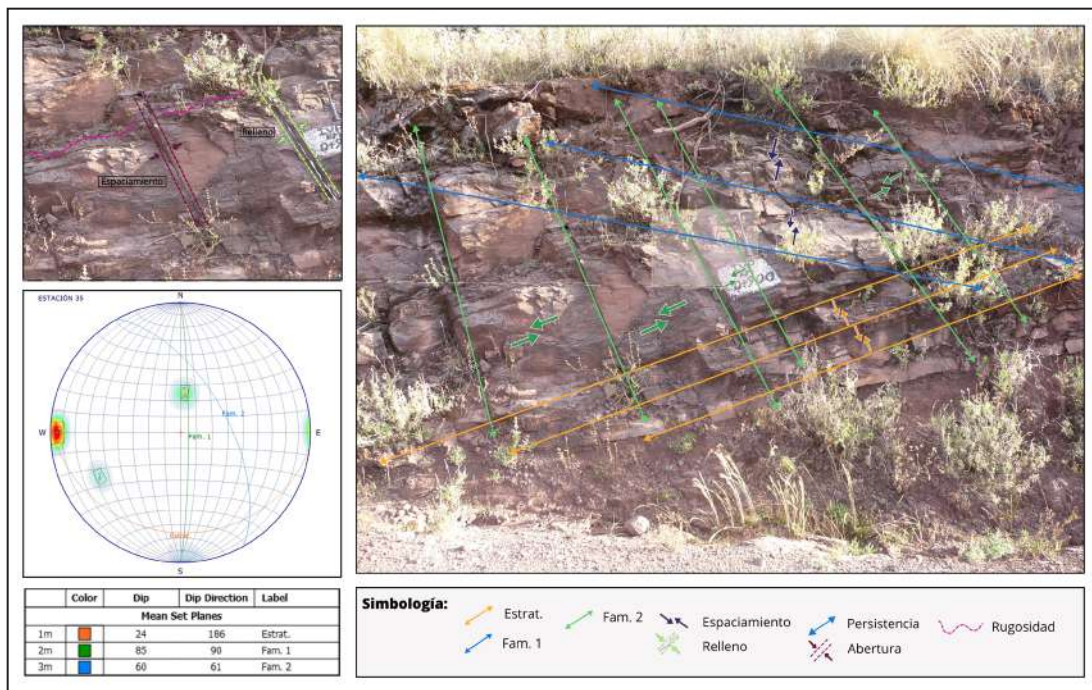 Relleno
Espaciamiento
0+200
ESTACIÓN 35
N
Fam. 2
W
Fam. 1
E
S
Color Dip Dip Direction Label
Mean Set Planes
1m 24 186 Estrat.
2m 85 90 Fam. 1
3m 60 61 Fam. 2
Simbología:
Estrat.
Fam. 1
Fam. 2
Espaciamiento
Relleno
Persistencia
Abertura
Rugosidad